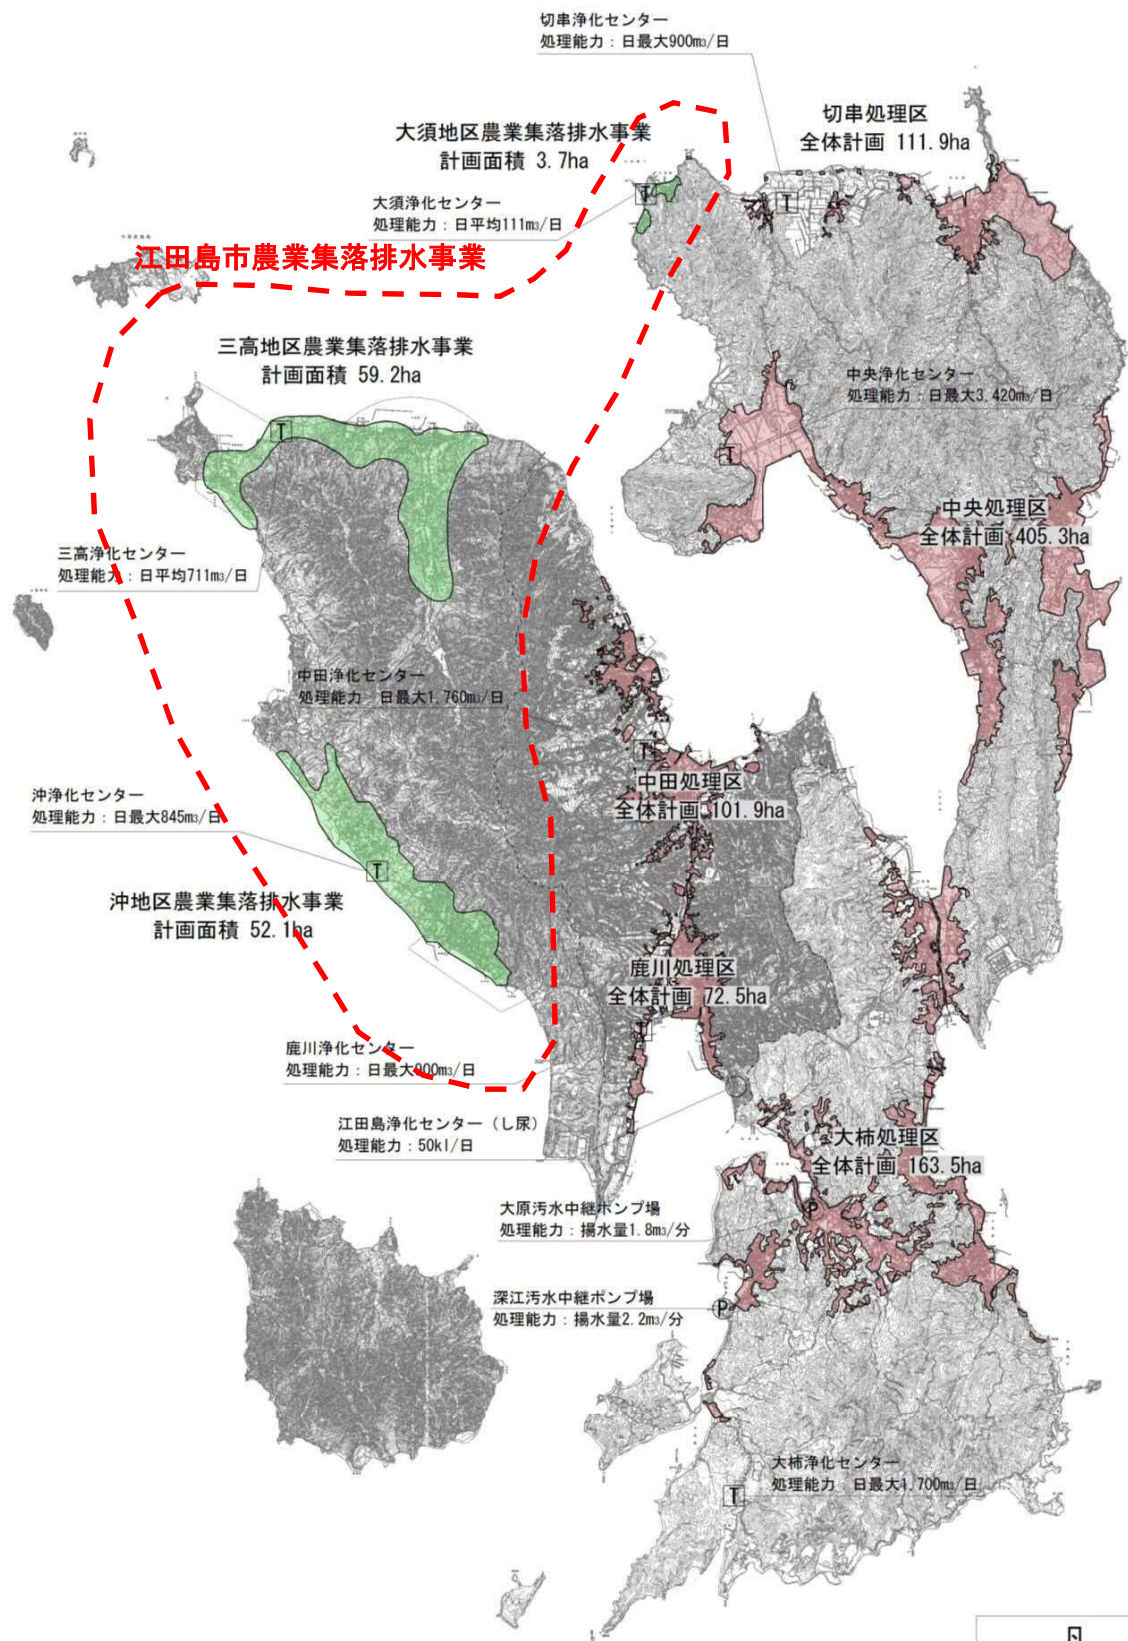 切串浄化センター
処理能力：日最大900m3/日
切串処理区
全体計画 111.9ha
大須地区農業集落排水事業
計画面積 3.7ha
大須浄化センター
処理能力：日平均111m3/日
T
T
江田島市農業集落排水事業
三高地区農業集落排水事業
計画面積 59.2ha
T
中央浄化センター
処理能力：日最大3,420m3/日
T
中央処理区
全体計画 405.3ha
三高浄化センター
処理能力：日平均711m3/日
中田浄化センター
処理能力：日最大1,760m3/日
T
中田処理区
全体計画 101.9ha
沖浄化センター
処理能力：日最大845m3/日
T
沖地区農業集落排水事業
計画面積 52.1ha
鹿川処理区
全体計画 72.5ha
T
鹿川浄化センター
処理能力：日最大900m3/日
江田島浄化センター（し尿）
処理能力：50kl/日
大柿処理区
全体計画 163.5ha
大原汚水中継ポンプ場
処理能力：揚水量1.8m3/分
P
深江汚水中継ポンプ場
処理能力：揚水量2.2m3/分
P
大柿浄化センター
処理能力：日最大1,700m3/日
T
凡